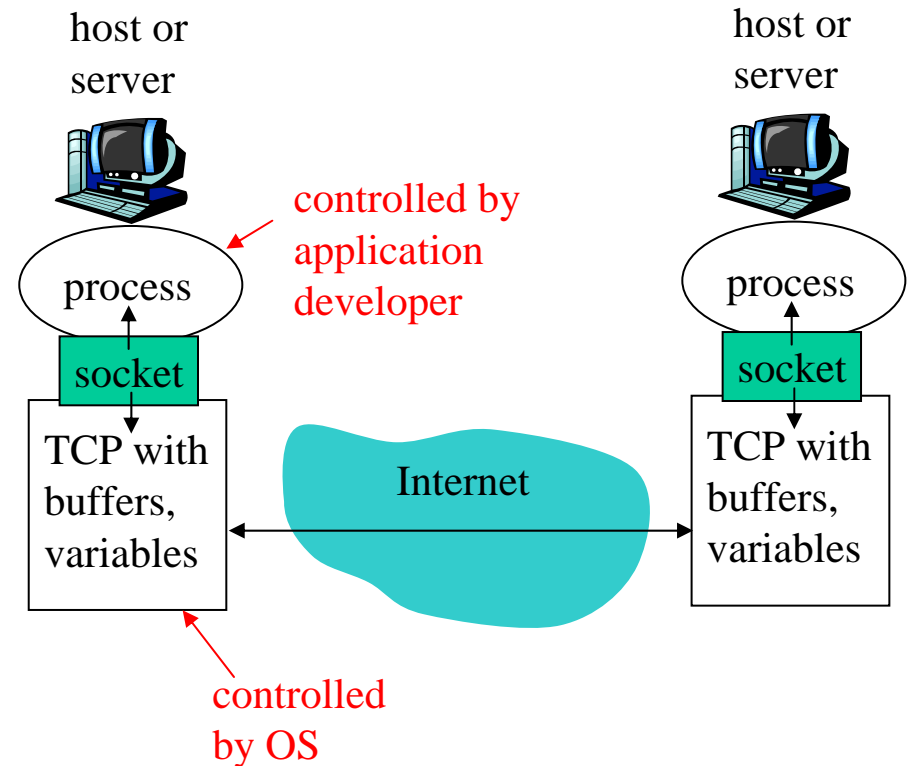 host or
server
host or
server
controlled by
application
developer
process
process
socket
socket
TCP with
buffers,
variables
Internet
TCP with
buffers,
variables
controlled
by OS